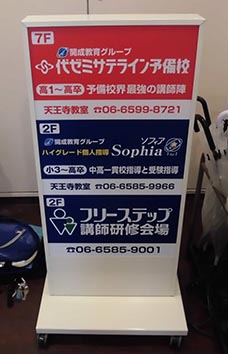 7F
開成教育グループ
代ゼミサテライン予備校
高1〜高卒 予備校界最強の講師陣
天王寺教室 ☎06-6599-8721
2F
開成教育グループ
ハイグレード個人指導
ソフィア
Sophia
小3〜高卒 中高一貫校指導と受験指導
天王寺教室 ☎06-6585-9966
2F
フリーステップ
講師研修会場
☎06-6585-9001